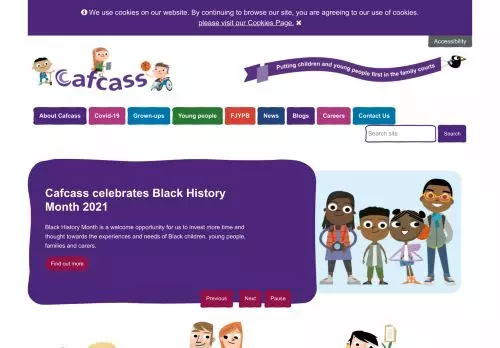 We use cookies on our website. By continuing to browse our site, you are agreeing to our use of cookies.
please visit our Cookies Page.
Accessibility
Cafcass
Putting children and young people first in the family courts
About Cafcass
Covid-19
Grown-ups
Young people
FJYPB
News
Blogs
Careers
Contact Us
Search site
Search
Cafcass celebrates Black History
Month 2021
Black History Month is a welcome opportunity for us to invest more time and
thought towards the experiences and needs of Black children, young people,
families and carers.
Find out more
Previous
Next
Pause